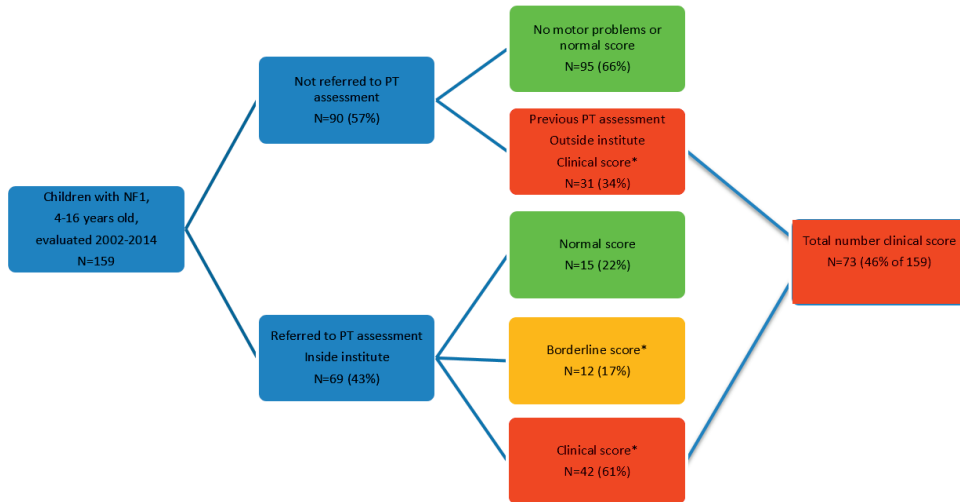 Children with NF1,
4-16 years old,
evaluated 2002-2014
N=159
Not referred to PT
assessment
N=90 (57%)
Referred to PT assessment
Inside institute
N=69 (43%)
No motor problems or
normal score
N=95 (66%)
Previous PT assessment
Outside institute
Clinical score*
N=31 (34%)
Normal score
N=15 (22%)
Borderline score*
N=12 (17%)
Clinical score*
N=42 (61%)
Total number clinical score
N=73 (46% of 159)